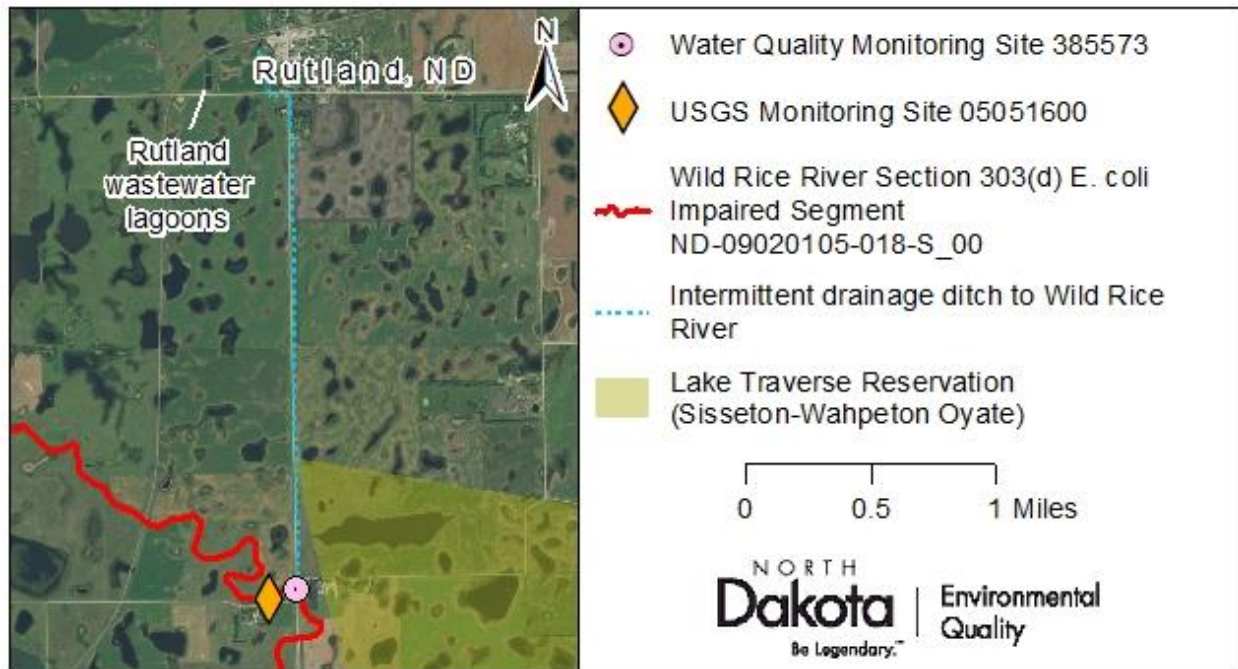 N
Rutland, ND
Rutland
wastewater
lagoons
Water Quality Monitoring Site 385573
USGS Monitoring Site 05051600
Wild Rice River Section 303(d) E. coli
Impaired Segment
ND-09020105-018-S_00
Intermittent drainage ditch to Wild Rice
River
Lake Traverse Reservation
(Sisseton-Wahpeton Oyate)
0 0.5 1 Miles
NORTH
Dakota
Be Legendary.™
Environmental
Quality